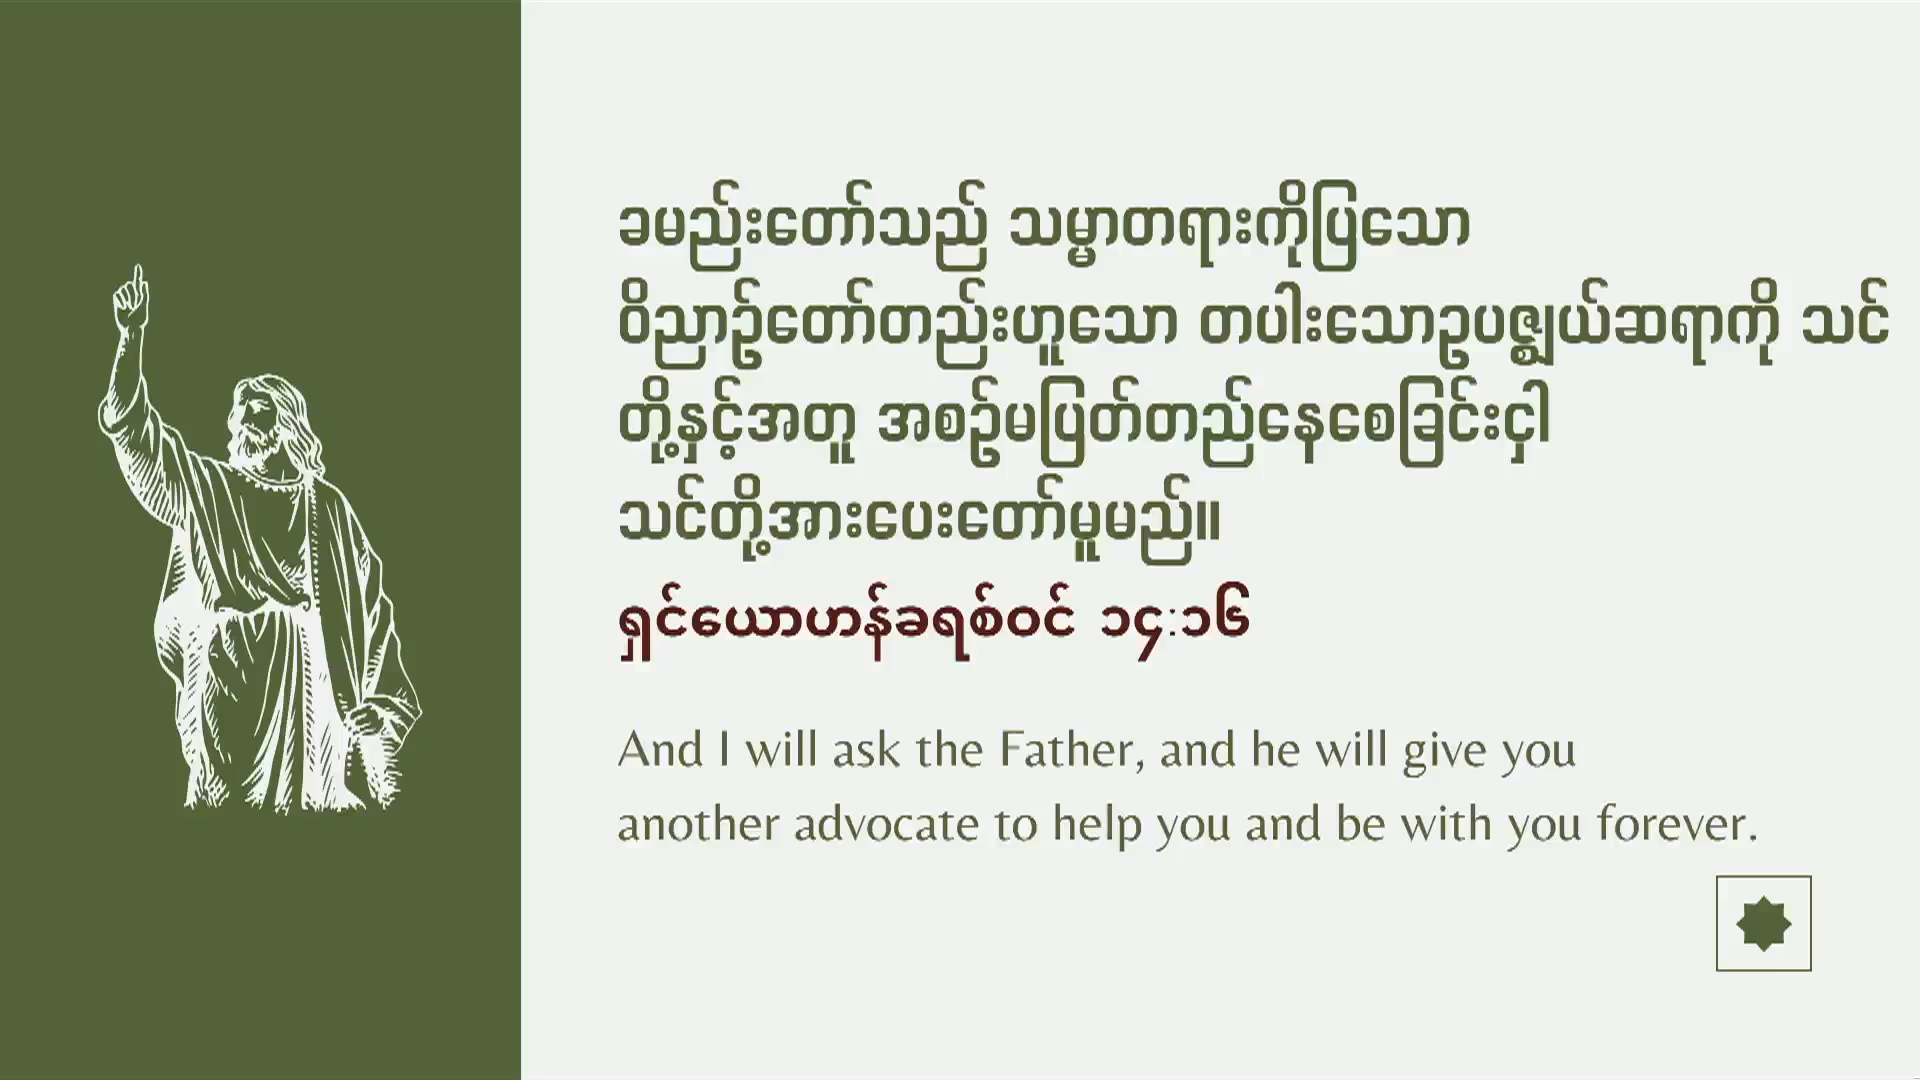 ခမည်းတော်သည် သမ္မာတရားကိုပြသော
ဝိညာဥ်တော်တည်းဟူသော တပါးသောဥပဇ္ဈယ်ဆရာကို သင်
တို့နှင့်အတူ အစဥ်မပြတ်တည်နေစေခြင်းငှါ
သင်တို့အားပေးတော်မူမည်။
ရှင်ယောဟန်ခရစ်ဝင် ၁၄:၁၆
And I will ask the Father, and he will give you
another advocate to help you and be with you forever.